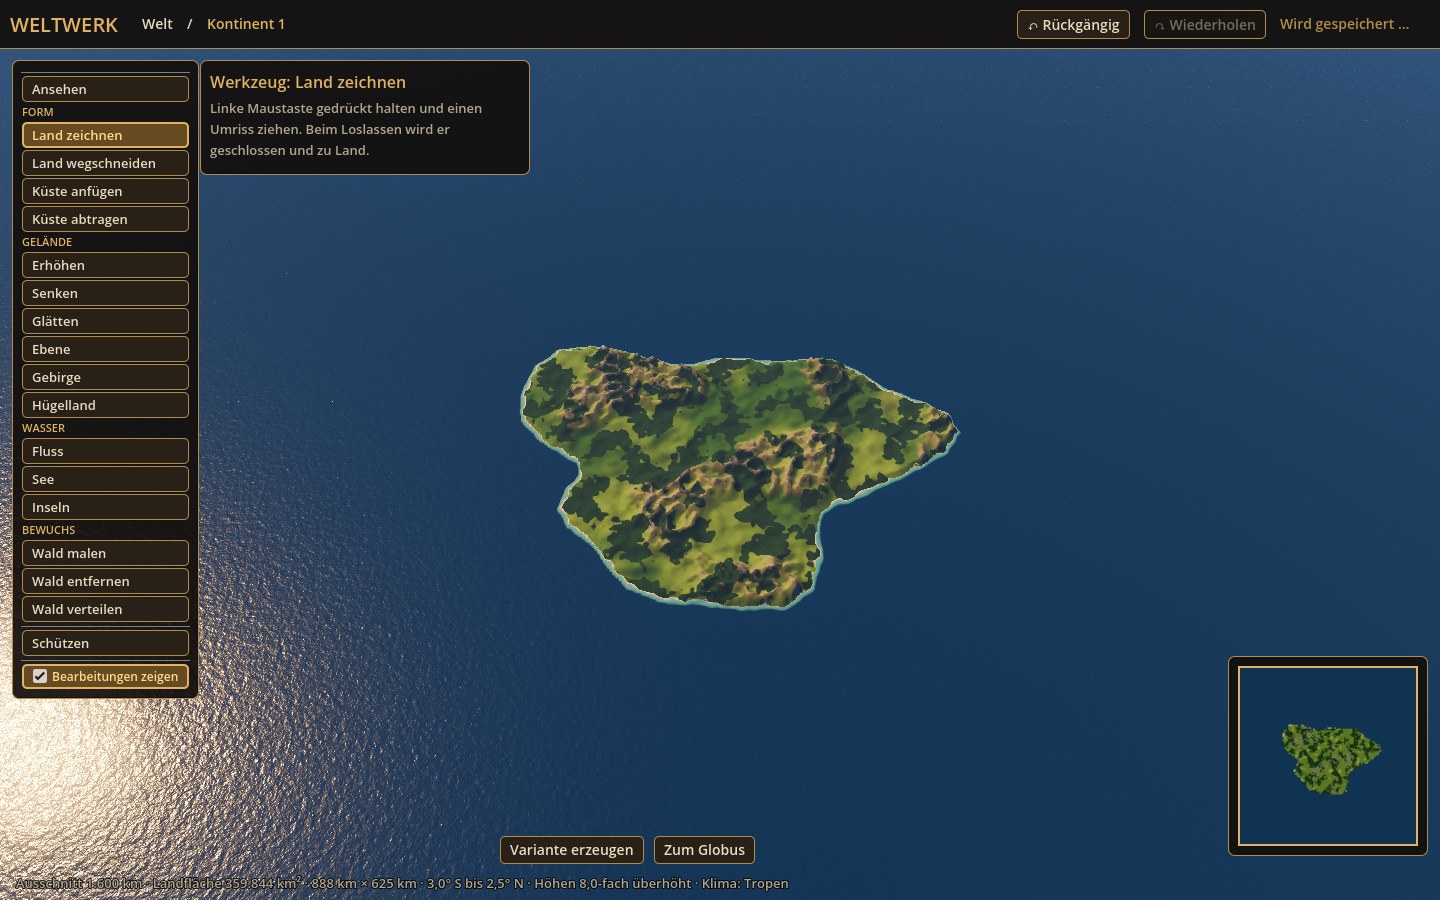 WELTWERK
Welt / Kontinent 1
Rückgängig
Wiederholen
Wird gespeichert ...
Ansehen
FORM
Land zeichnen
Land wegschneiden
Küste anfügen
Küste abtragen
GELÄNDE
Erhöhen
Senken
Glätten
Ebene
Gebirge
Hügelland
WASSER
Fluss
See
Inseln
BEWUCHS
Wald malen
Wald entfernen
Wald verteilen
Schützen
Bearbeitungen zeigen
Werkzeug: Land zeichnen
Linke Maustaste gedrückt halten und einen
Umriss ziehen. Beim Loslassen wird er
geschlossen und zu Land.
Variante erzeugen
Zum Globus
Ausschnitt 1.600 km · Landfläche 359.844 km² · 888 km × 625 km · 3,0° S bis 2,5° N · Höhen 8,0-fach überhöht · Klima: Tropen